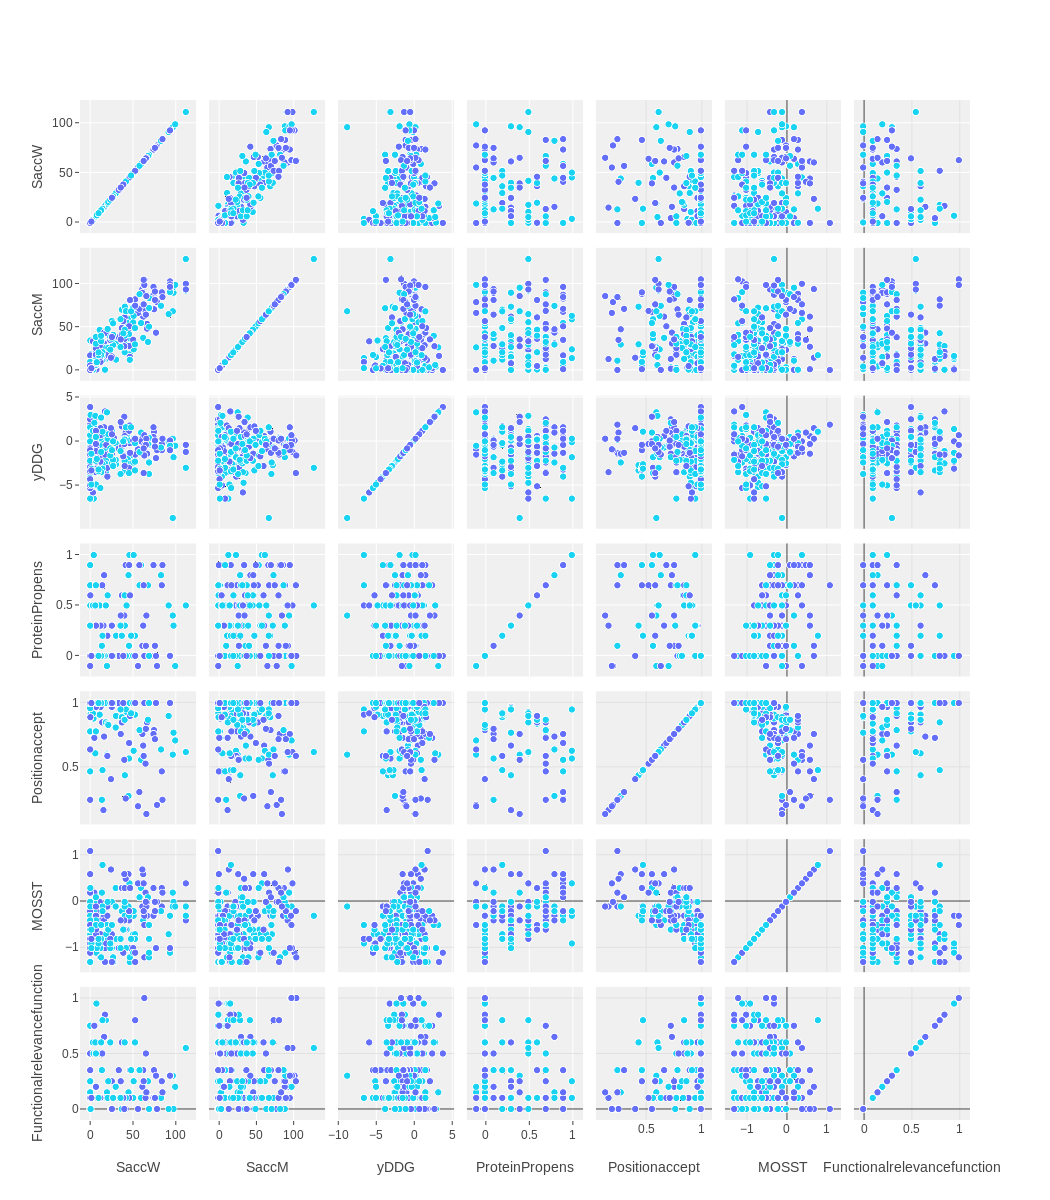 SaccW
100
50
0
SaccM
100
50
0
yDDG
5
0
−5
ProteinPropens
1
0.5
0
Positionaccept
1
0.5
MOSST
1
0
−1
Functionalrelevancefunction
1
0.5
0
0 50 100 0 50 100 −10 −5 0 5 0 0.5 1 0.5 1 −1 0 1 0 0.5 1
SaccW SaccM yDDG ProteinPropens Positionaccept MOSST Functionalrelevancefunction